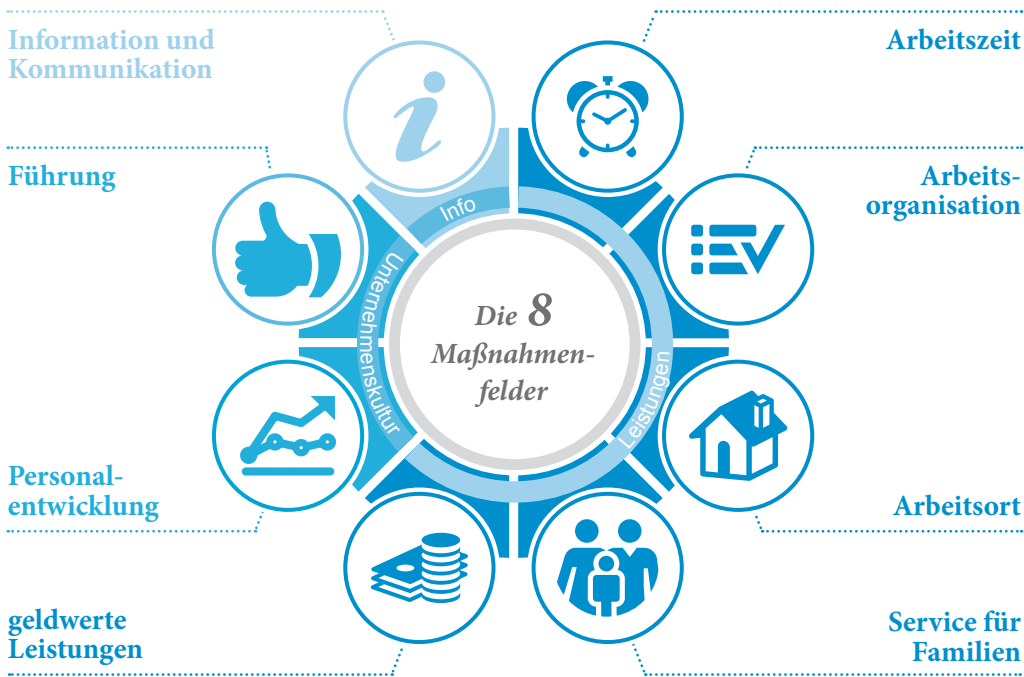 Information und
Kommunikation
Arbeitszeit
Führung
Arbeits-
organisation
Info
Unternehmenskultur
Leistungen
Die 8
Maßnahmen-
felder
Personal-
entwicklung
Arbeitsort
geldwerte
Leistungen
Service für
Familien